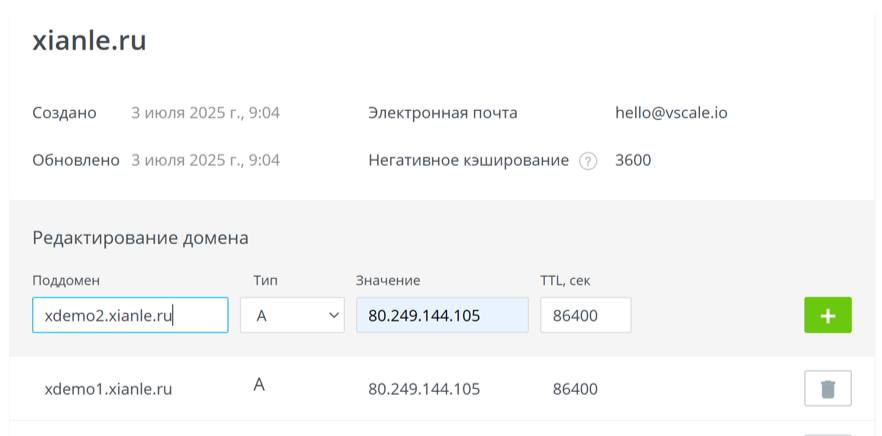 xianle.ru
Создано 3 июля 2025 г., 9:04 Электронная почта hello@vscale.io
Обновлено 3 июля 2025 г., 9:04 Негативное кэширование ? 3600
Редактирование домена
Поддомен Тип Значение TTL, сек
xdemo2.xianle.ru A 80.249.144.105 86400 +
xdemo1.xianle.ru A 80.249.144.105 86400